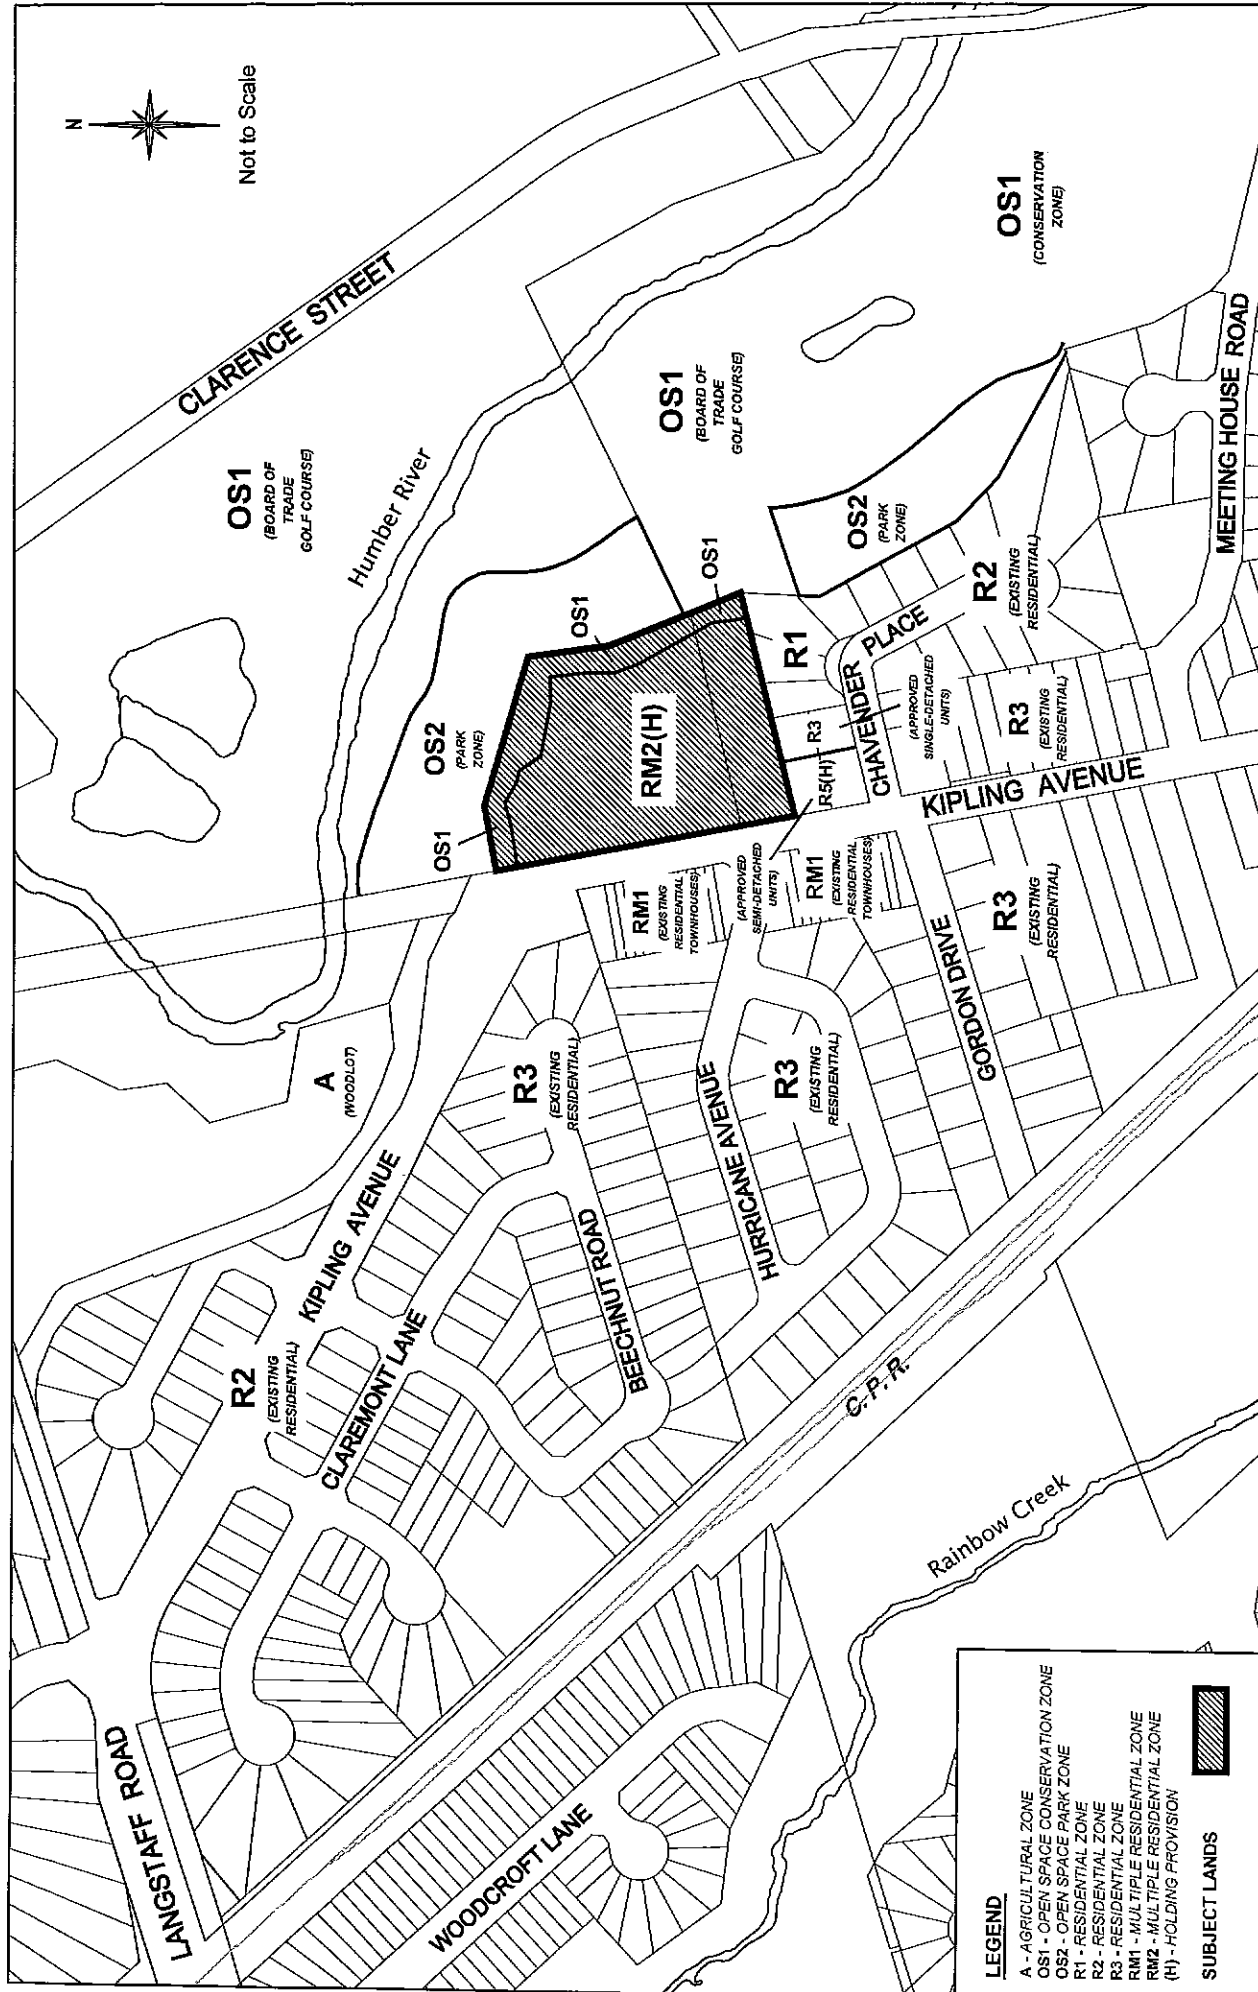 N
Not to Scale
CLARENCE STREET
OS1
(BOARD OF
TRADE
GOLF COURSE)
Humber River
OS1
(CONSERVATION
ZONE)
OS1
(BOARD OF
TRADE
GOLF COURSE)
OS2
(PARK
ZONE)
MEETING HOUSE ROAD
OS2
(PARK
ZONE)
OS1
OS1
OS1
RM2(H)
R1
CHAVENDER PLACE
R2
(EXISTING
RESIDENTIAL)
R3
R5(H)
(APPROVED
SINGLE-DETACHED
UNITS)
R3
(EXISTING
RESIDENTIAL)
KIPLING AVENUE
RM1
(EXISTING
RESIDENTIAL
TOWNHOUSES)
(APPROVED
SEMI-DETACHED
UNITS)
RM1
(EXISTING
RESIDENTIAL
TOWNHOUSES)
R3
(EXISTING
RESIDENTIAL)
GORDON DRIVE
A
(WOODLOT)
R3
(EXISTING
RESIDENTIAL)
HURRICANE AVENUE
R3
(EXISTING
RESIDENTIAL)
KIPLING AVENUE
BEECHNUT ROAD
R2
(EXISTING
RESIDENTIAL)
CLAREMONT LANE
C.P.R.
Rainbow Creek
LANGSTAFF ROAD
WOODCROFT LANE
LEGEND
A - AGRICULTURAL ZONE
OS1 - OPEN SPACE CONSERVATION ZONE
OS2 - OPEN SPACE PARK ZONE
R1 - RESIDENTIAL ZONE
R2 - RESIDENTIAL ZONE
R3 - RESIDENTIAL ZONE
RM1 - MULTIPLE RESIDENTIAL ZONE
RM2 - MULTIPLE RESIDENTIAL ZONE
(H) - HOLDING PROVISION
SUBJECT LANDS